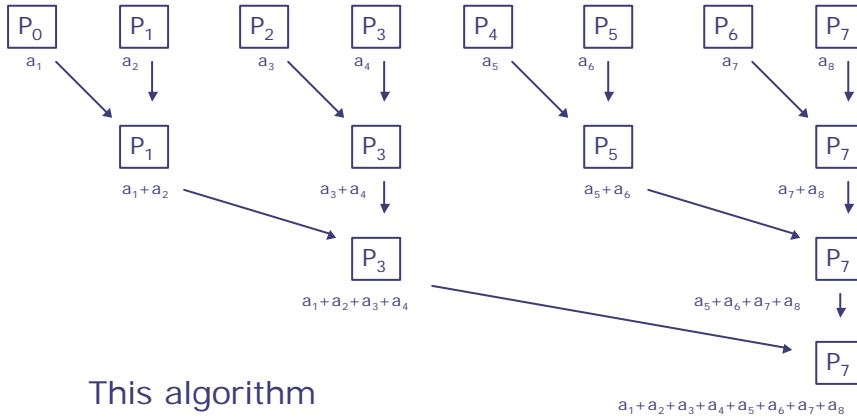 P₀ P₁ P₂ P₃ P₄ P₅ P₆ P₇
a₁ a₂ a₃ a₄ a₅ a₆ a₇ a₈
P₁ P₃ P₅ P₇
a₁+a₂ a₃+a₄ a₅+a₆ a₇+a₈
P₃ P₇
a₁+a₂+a₃+a₄ a₅+a₆+a₇+a₈
P₇
This algorithm
a₁+a₂+a₃+a₄+a₅+a₆+a₇+a₈